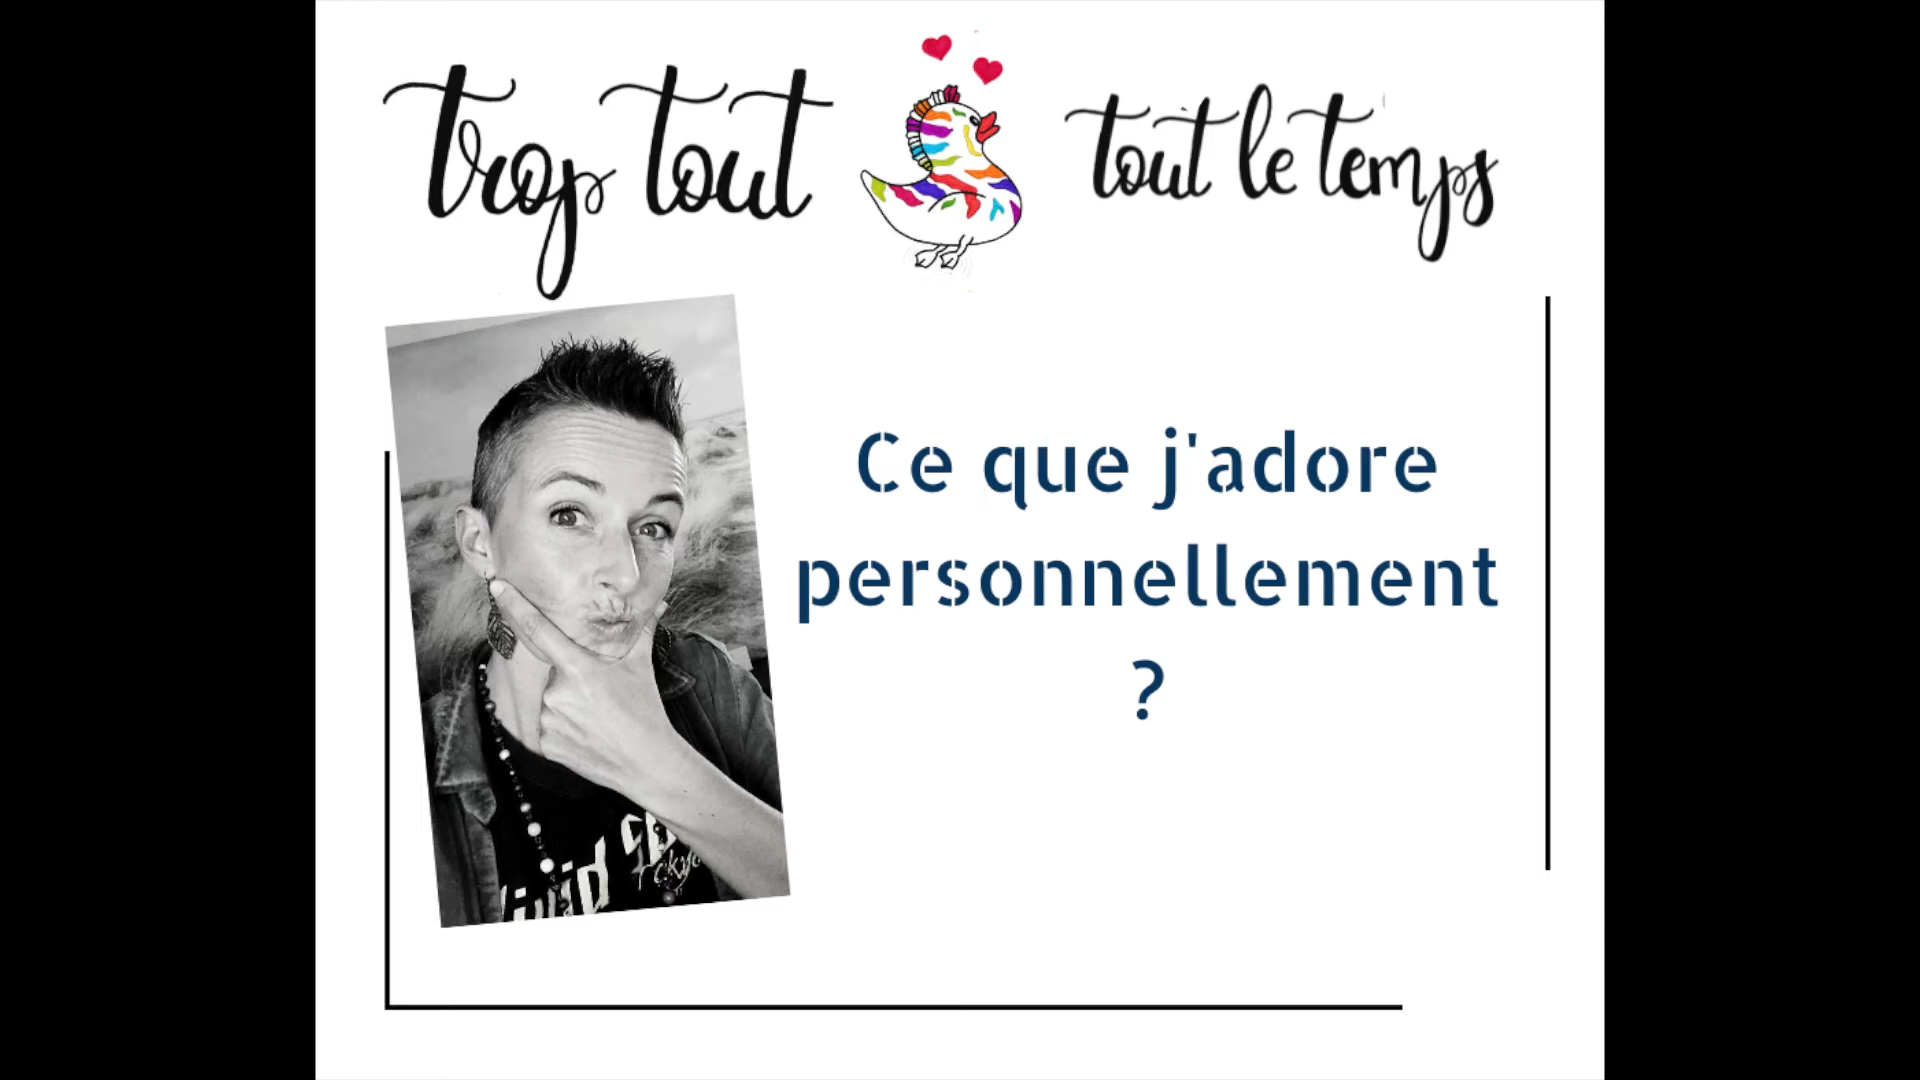 trop tout tout le temps
Ce que j'adore
personnellement
?